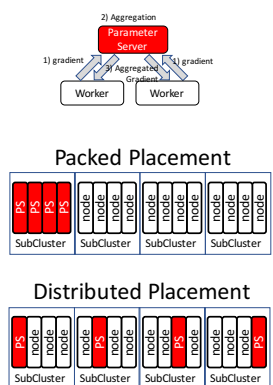 2) Aggregation
Parameter
Server
1) gradient
1) gradient
3) Aggregated
Gradient
Worker
Worker
Packed Placement
PS PS PS PS node node node node node node node node node node node node
SubCluster SubCluster SubCluster SubCluster
Distributed Placement
PS node node node node PS node node node node PS node node node node PS
SubCluster SubCluster SubCluster SubCluster